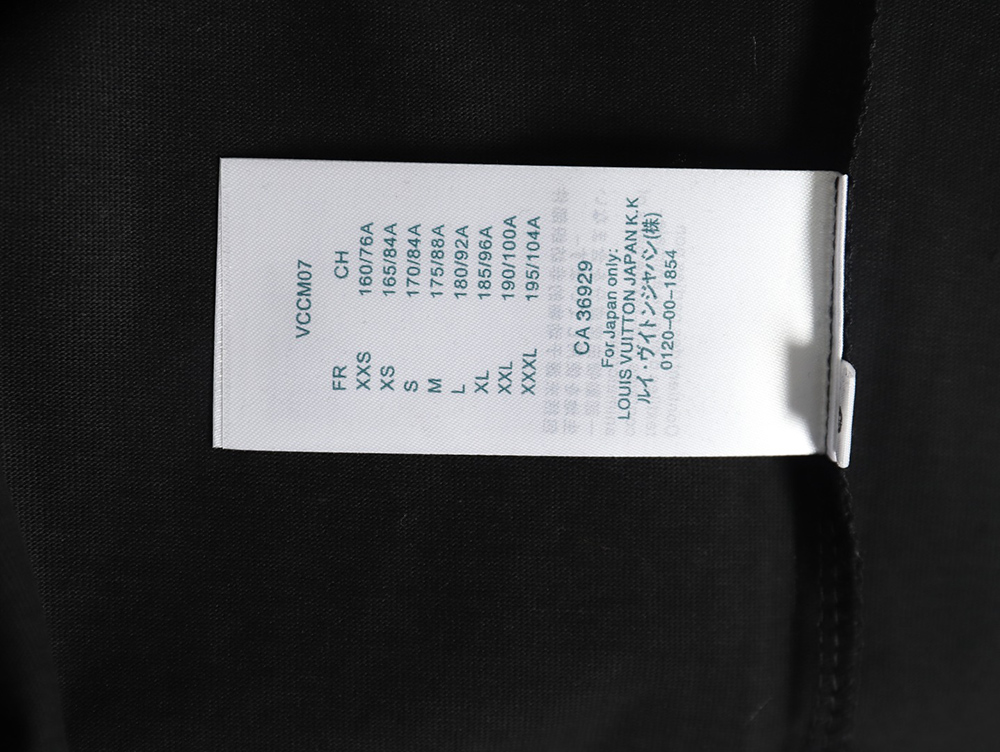 VCCM07
FR CH
XXS 160/76A
XS 165/84A
S 170/84A
M 175/88A
L 180/92A
XL 185/96A
XXL 190/100A
XXXL 195/104A
CA 36929
For Japan only:
LOUIS VUITTON JAPAN K.K
ルイ・ヴィトンジャパン(株)
0120-00-1854